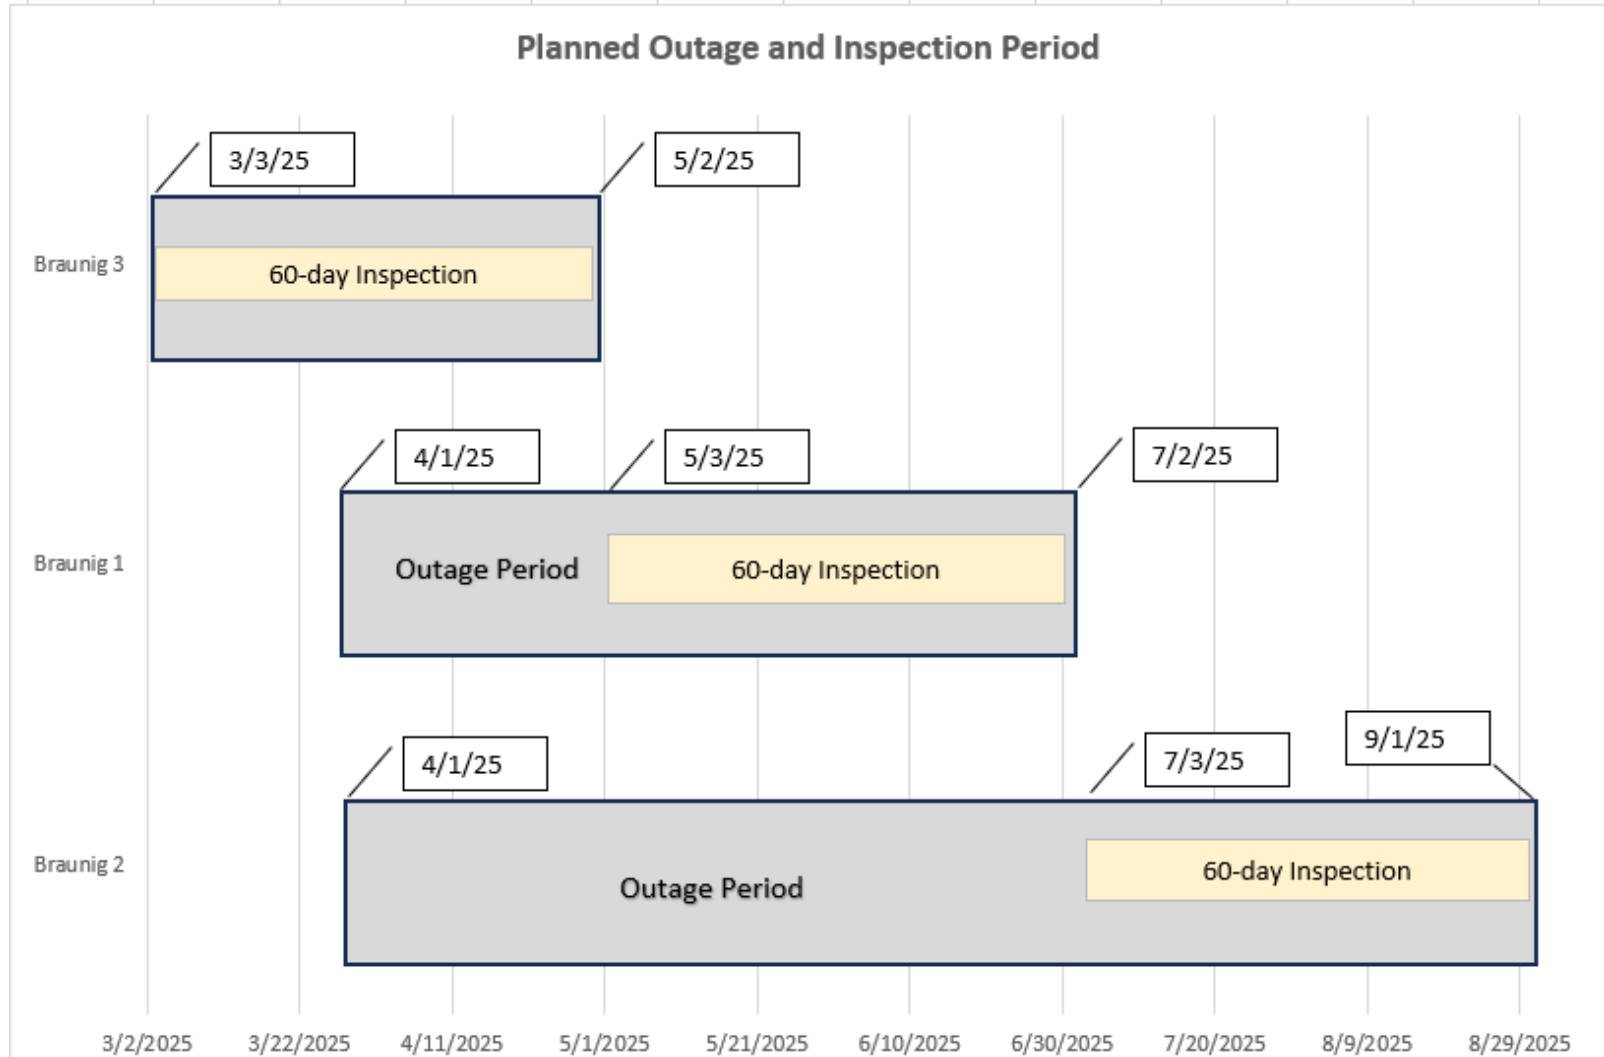 Planned Outage and Inspection Period
3/3/25
5/2/25
Braunig 3
60-day Inspection
4/1/25
5/3/25
7/2/25
Braunig 1
Outage Period
60-day Inspection
4/1/25
7/3/25
9/1/25
Braunig 2
Outage Period
60-day Inspection
3/2/2025 3/22/2025 4/11/2025 5/1/2025 5/21/2025 6/10/2025 6/30/2025 7/20/2025 8/9/2025 8/29/2025